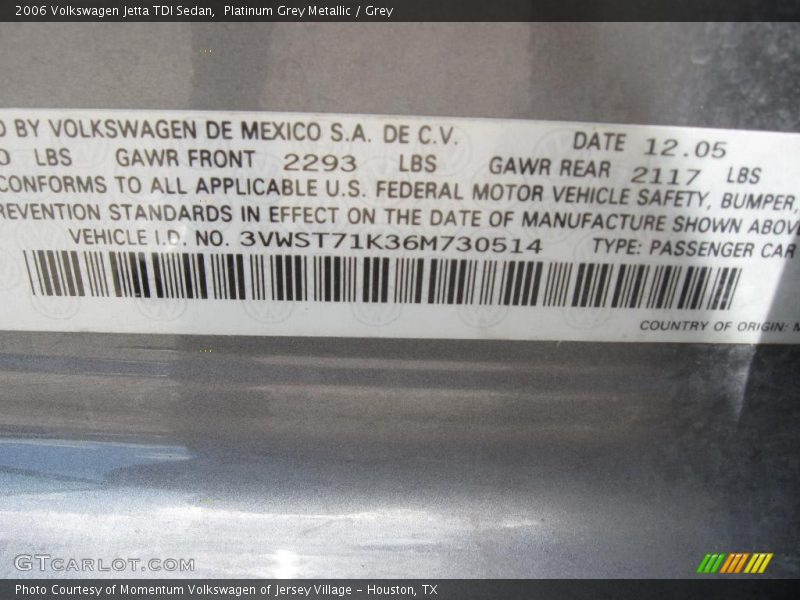 2006 Volkswagen Jetta TDI Sedan,  Platinum Grey Metallic / Grey
BY VOLKSWAGEN DE MEXICO S.A. DE C.V. DATE 12.05
LBS GAWR FRONT 2293 LBS GAWR REAR 2117 LBS
CONFORMS TO ALL APPLICABLE U.S. FEDERAL MOTOR VEHICLE SAFETY, BUMPER,
REVENTION STANDARDS IN EFFECT ON THE DATE OF MANUFACTURE SHOWN ABOV
VEHICLE I.D. NO. 3VWST71K36M730514 TYPE: PASSENGER CAR
COUNTRY OF ORIGIN: M
GTCARLOT.COM
Photo Courtesy of Momentum Volkswagen of Jersey Village – Houston, TX